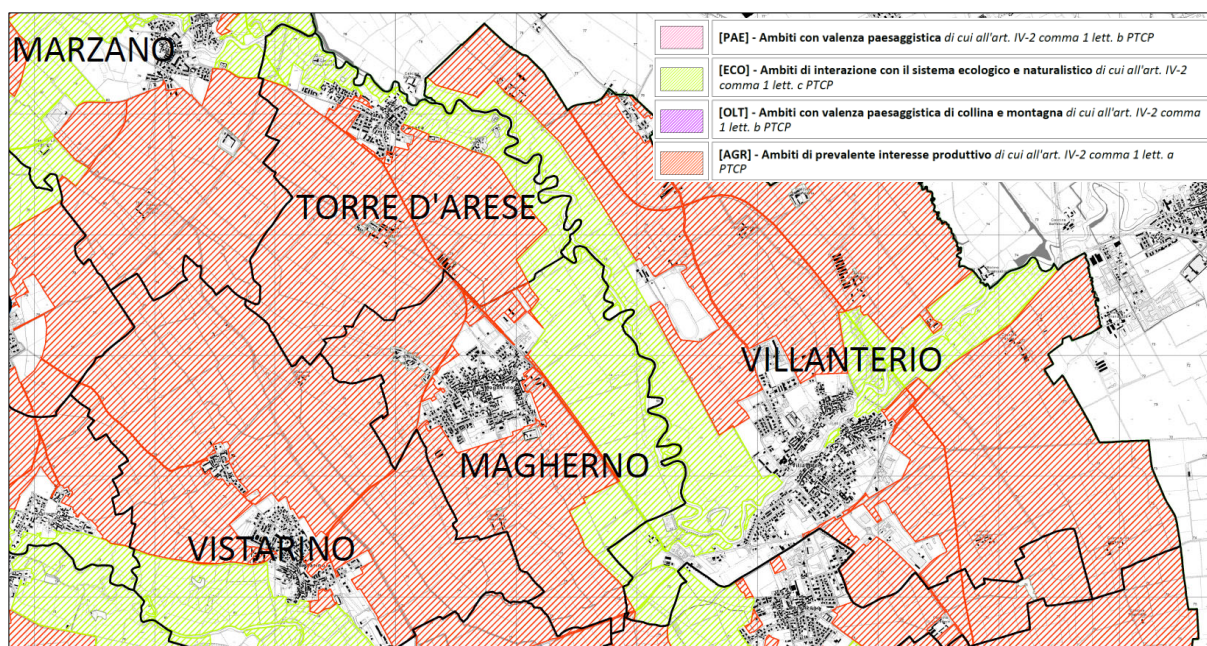 MARZANO
[PAE] - Ambiti con valenza paesaggistica di cui all'art. IV-2 comma 1 lett. b PTCP
[ECO] - Ambiti di interazione con il sistema ecologico e naturalistico di cui all'art. IV-2
comma 1 lett. c PTCP
[OLT] - Ambiti con valenza paesaggistica di collina e montagna di cui all'art. IV-2 comma
1 lett. b PTCP
[AGR] - Ambiti di prevalente interesse produttivo di cui all'art. IV-2 comma 1 lett. a
PTCP
TORRE D'ARESE
VILLANTERIO
MAGHERNO
VISTARINO